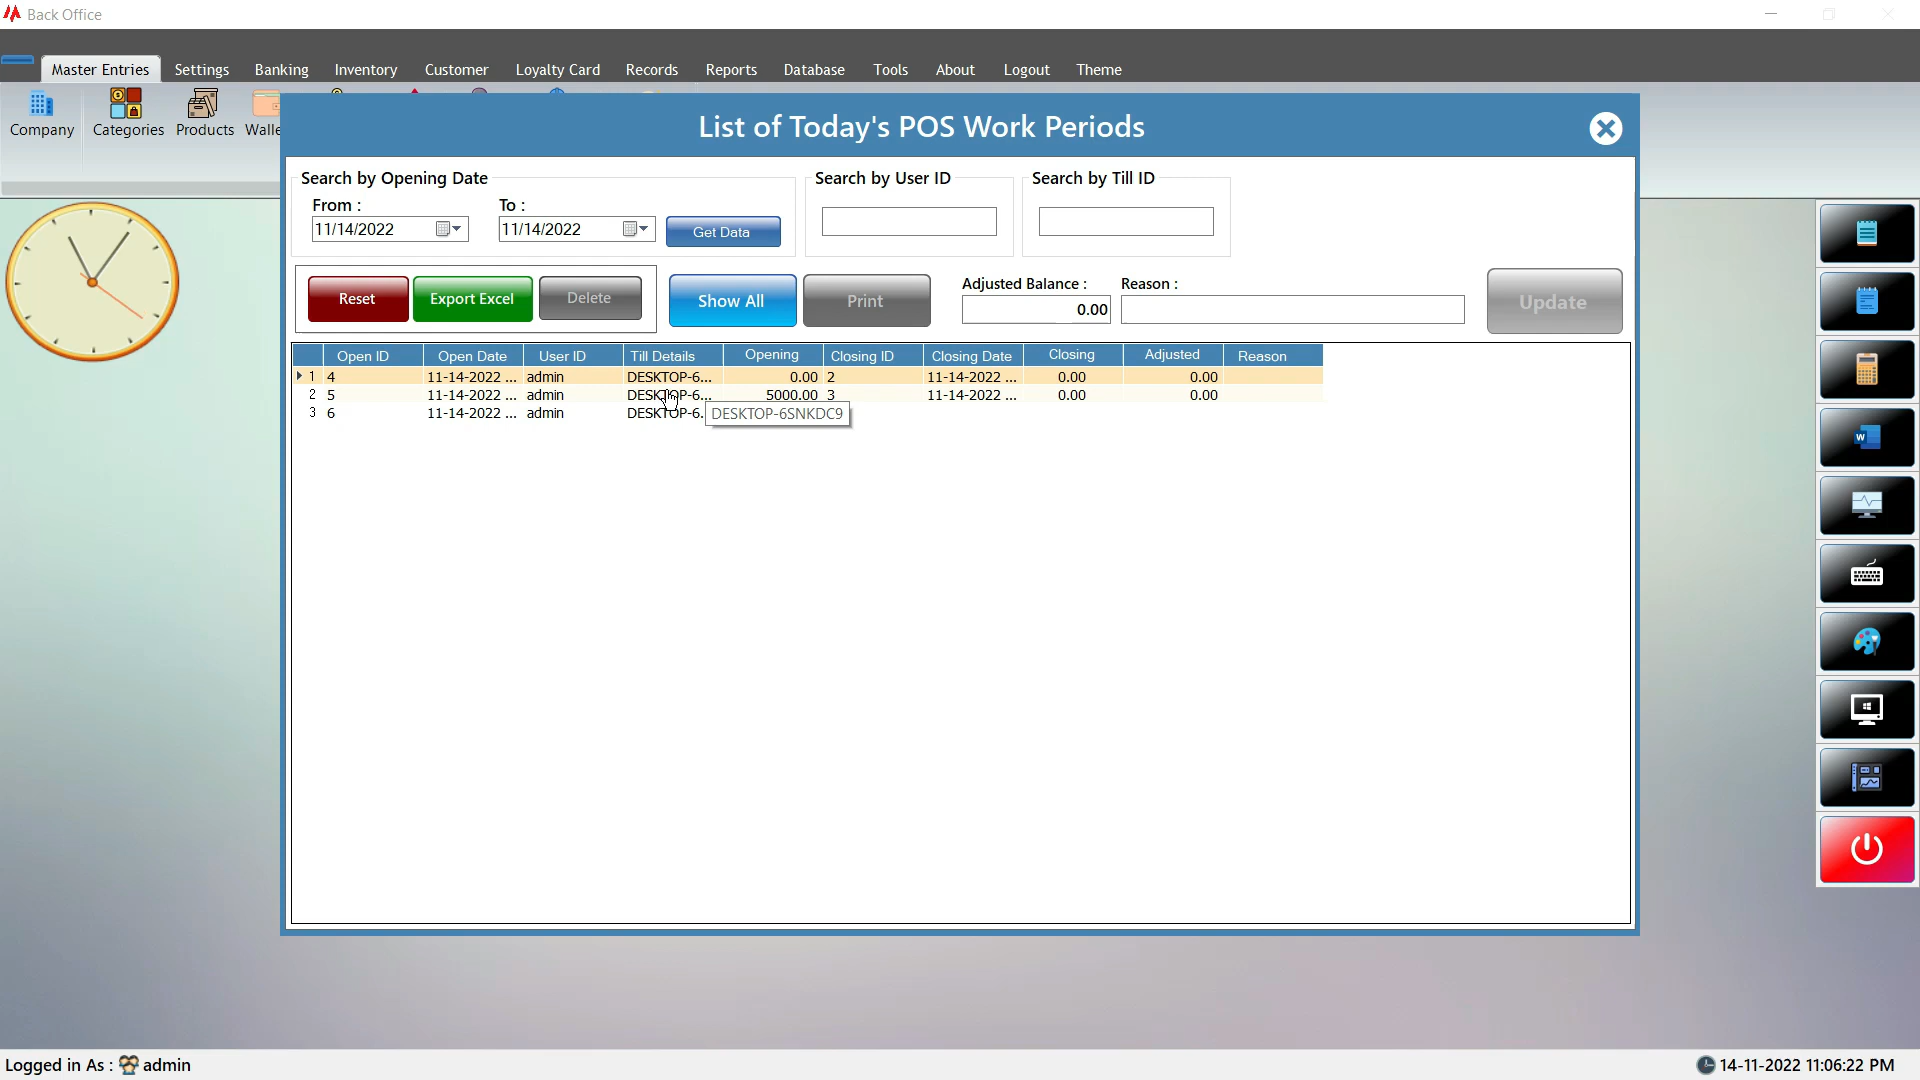 Back Office
Master Entries Settings Banking Inventory Customer Loyalty Card Records Reports Database Tools About Logout Theme
Company Categories Products Walle
List of Today's POS Work Periods
Search by Opening Date Search by User ID Search by Till ID
From : To :
11/14/2022 11/14/2022 Get Data
Reset Export Excel Delete Show All Print Adjusted Balance : Reason : Update
0.00
Open ID Open Date User ID Till Details Opening Closing ID Closing Date Closing Adjusted Reason
1 4 11-14-2022 ... admin DESKTOP-6... 0.00 2 11-14-2022 ... 0.00 0.00
2 5 11-14-2022 ... admin DESKTOP-6... 5000.00 3 11-14-2022 ... 0.00 0.00
3 6 11-14-2022 ... admin DESKTOP-6. DESKTOP-6SNKDC9
Logged in As : admin 14-11-2022 11:06:22 PM